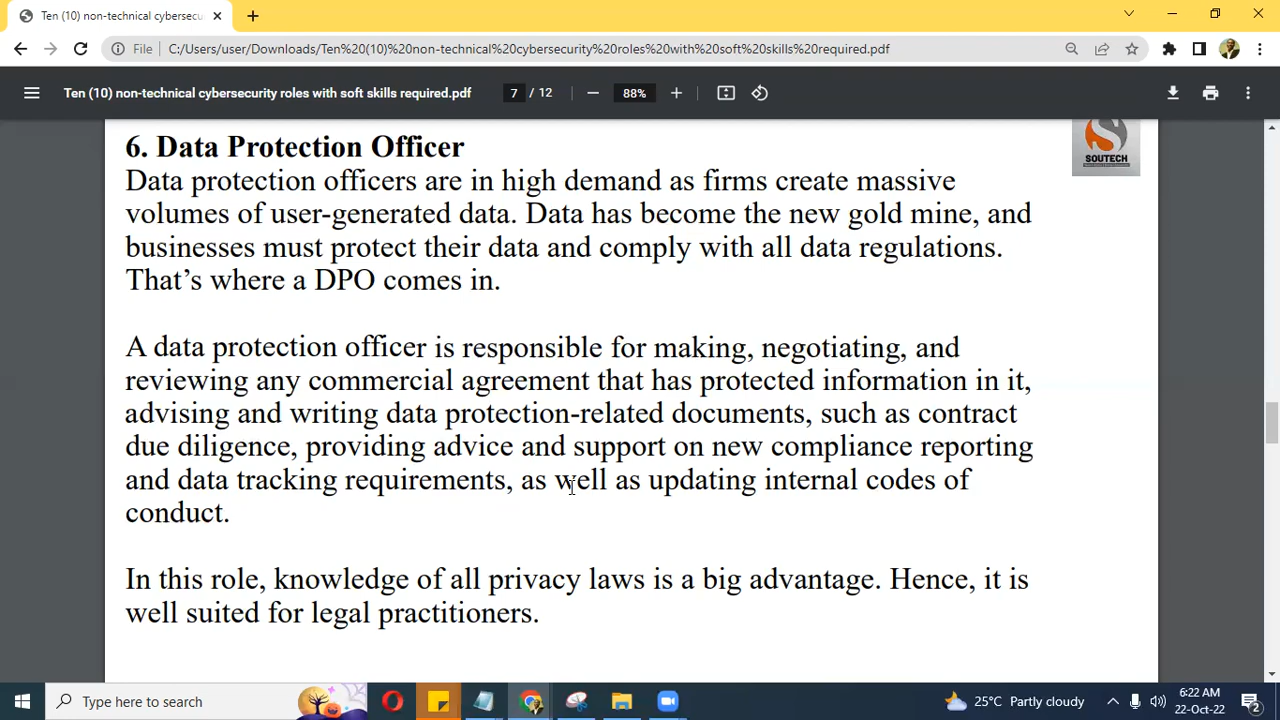 Ten (10) non-technical cybersecu
File
C:/Users/user/Downloads/Ten%20(10)%20non-technical%20cybersecurity%20roles%20with%20soft%20skills%20required.pdf
Ten (10) non-technical cybersecurity roles with soft skills required.pdf
7 / 12
88%
6. Data Protection Officer
SOUTECH
Data protection officers are in high demand as firms create massive
volumes of user-generated data. Data has become the new gold mine, and
businesses must protect their data and comply with all data regulations.
That’s where a DPO comes in.
A data protection officer is responsible for making, negotiating, and
reviewing any commercial agreement that has protected information in it,
advising and writing data protection-related documents, such as contract
due diligence, providing advice and support on new compliance reporting
and data tracking requirements, as well as updating internal codes of
conduct.
In this role, knowledge of all privacy laws is a big advantage. Hence, it is
well suited for legal practitioners.
Type here to search
25°C Partly cloudy
6:22 AM
22-Oct-22
2